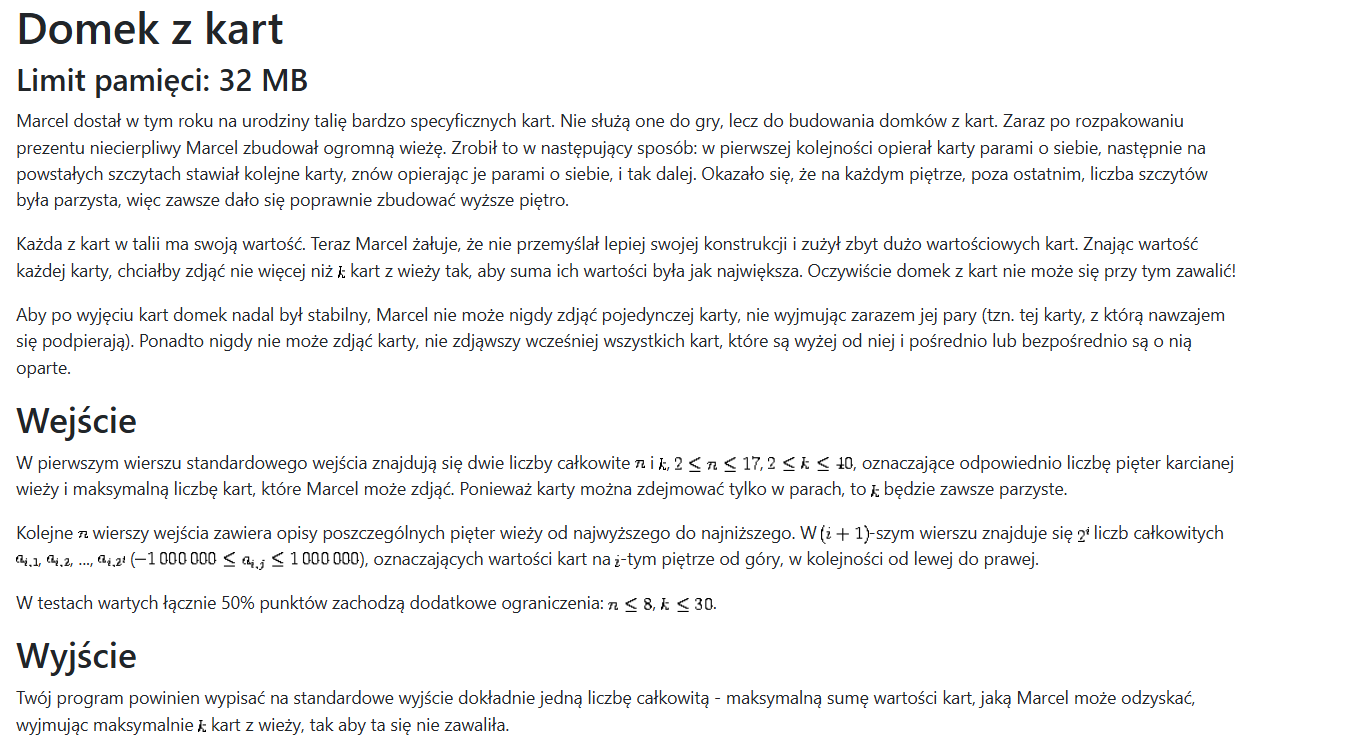 Domek z kart
Limit pamięci: 32 MB
Marcel dostał w tym roku na urodziny talię bardzo specyficznych kart. Nie służą one do gry, lecz do budowania domków z kart. Zaraz po rozpakowaniu
prezentu niecierpliwy Marcel zbudował ogromną wieżę. Zrobił to w następujący sposób: w pierwszej kolejności opierał karty parami o siebie, następnie na
powstałych szczytach stawiał kolejne karty, znów opierając je parami o siebie, i tak dalej. Okazało się, że na każdym piętrze, poza ostatnim, liczba szczytów
była parzysta, więc zawsze dało się poprawnie zbudować wyższe piętro.
Każda z kart w talii ma swoją wartość. Teraz Marcel żałuje, że nie przemyślał lepiej swojej konstrukcji i zużył zbyt dużo wartościowych kart. Znając wartość
każdej karty, chciałby zdjąć nie więcej niż k kart z wieży tak, aby suma ich wartości była jak największa. Oczywiście domek z kart nie może się przy tym zawalić!
Aby po wyjęciu kart domek nadal był stabilny, Marcel nie może nigdy zdjąć pojedynczej karty, nie wyjmując zarazem jej pary (tzn. tej karty, z którą nawzajem
się podpierają). Ponadto nigdy nie może zdjąć karty, nie zdjąwszy wcześniej wszystkich kart, które są wyżej od niej i pośrednio lub bezpośrednio są o nią
oparte.
Wejście
W pierwszym wierszu standardowego wejścia znajdują się dwie liczby całkowite n i k, 2 ≤ n ≤ 17, 2 ≤ k ≤ 40, oznaczające odpowiednio liczbę pięter karcianej
wieży i maksymalną liczbę kart, które Marcel może zdjąć. Ponieważ karty można zdejmować tylko w parach, to k będzie zawsze parzyste.
Kolejne n wierszy wejścia zawiera opisy poszczególnych pięter wieży od najwyższego do najniższego. W (i + 1)-szym wierszu znajduje się 2^i liczb całkowitych
a_{i,1}, a_{i,2}, ..., a_{i,2^i} (−1 000 000 ≤ a_{i,j} ≤ 1 000 000), oznaczających wartości kart na i-tym piętrze od góry, w kolejności od lewej do prawej.
W testach wartych łącznie 50% punktów zachodzą dodatkowe ograniczenia: n ≤ 8, k ≤ 30.
Wyjście
Twój program powinien wypisać na standardowe wyjście dokładnie jedną liczbę całkowitą - maksymalną sumę wartości kart, jaką Marcel może odzyskać,
wyjmując maksymalnie k kart z wieży, tak aby ta się nie zawaliła.